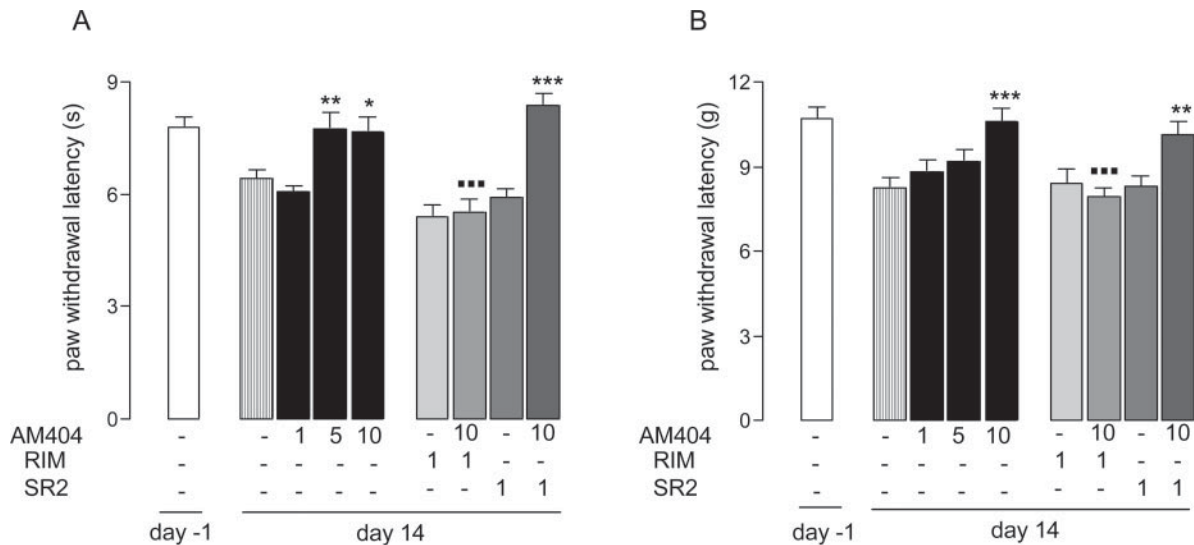 A
paw withdrawal latency (s)
9
6
3
0
** * ▪▪▪ ***
AM404 - - 1 5 10 - 10 - 10
RIM - - - - - 1 1 - -
SR2 - - - - - - - 1 1
day -1 day 14
B
paw withdrawal latency (g)
12
9
6
3
0
*** ▪▪▪ **
AM404 - - 1 5 10 - 10 - 10
RIM - - - - - 1 1 - -
SR2 - - - - - - - 1 1
day -1 day 14